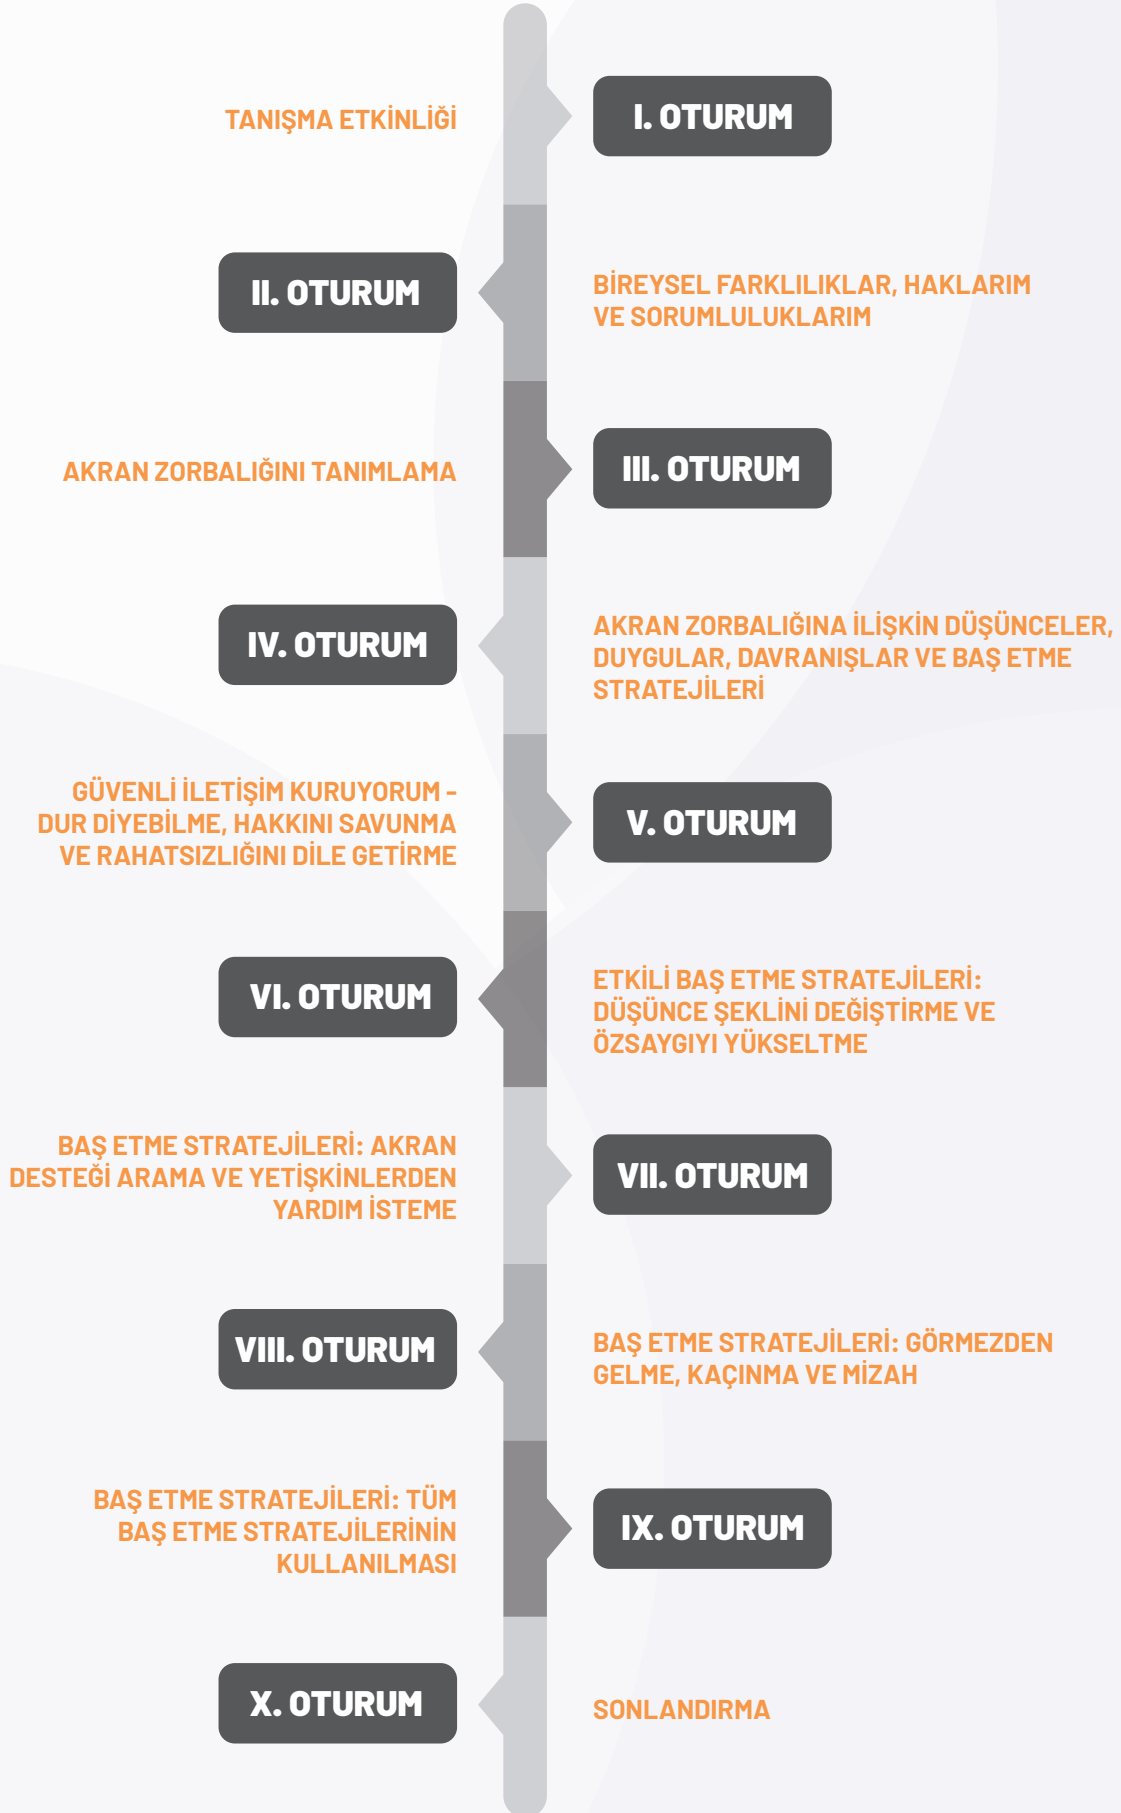 TANIŞMA ETKİNLİĞİ
I. OTURUM
II. OTURUM
BİREYSEL FARKLILIKLAR, HAKLARIM
VE SORUMLULUKLARIM
AKRAN ZORBALIĞINI TANIMLAMA
III. OTURUM
IV. OTURUM
AKRAN ZORBALIĞINA İLİŞKİN DÜŞÜNCELER,
DUYGULAR, DAVRANIŞLAR VE BAŞ ETME
STRATEJİLERİ
GÜVENLİ İLETİŞİM KURUYORUM -
DUR DİYEBİLME, HAKKINI SAVUNMA
VE RAHATSIZLIĞINI DİLE GETİRME
V. OTURUM
VI. OTURUM
ETKİLİ BAŞ ETME STRATEJİLERİ:
DÜŞÜNCE ŞEKLİNİ DEĞİŞTİRME VE
ÖZSAYGIYI YÜKSELTME
BAŞ ETME STRATEJİLERİ: AKRAN
DESTEĞİ ARAMA VE YETİŞKİNLERDEN
YARDIM İSTEME
VII. OTURUM
VIII. OTURUM
BAŞ ETME STRATEJİLERİ: GÖRMEZDEN
GELME, KAÇINMA VE MİZAH
BAŞ ETME STRATEJİLERİ: TÜM
BAŞ ETME STRATEJİLERİNİN
KULLANILMASI
IX. OTURUM
X. OTURUM
SONLANDIRMA